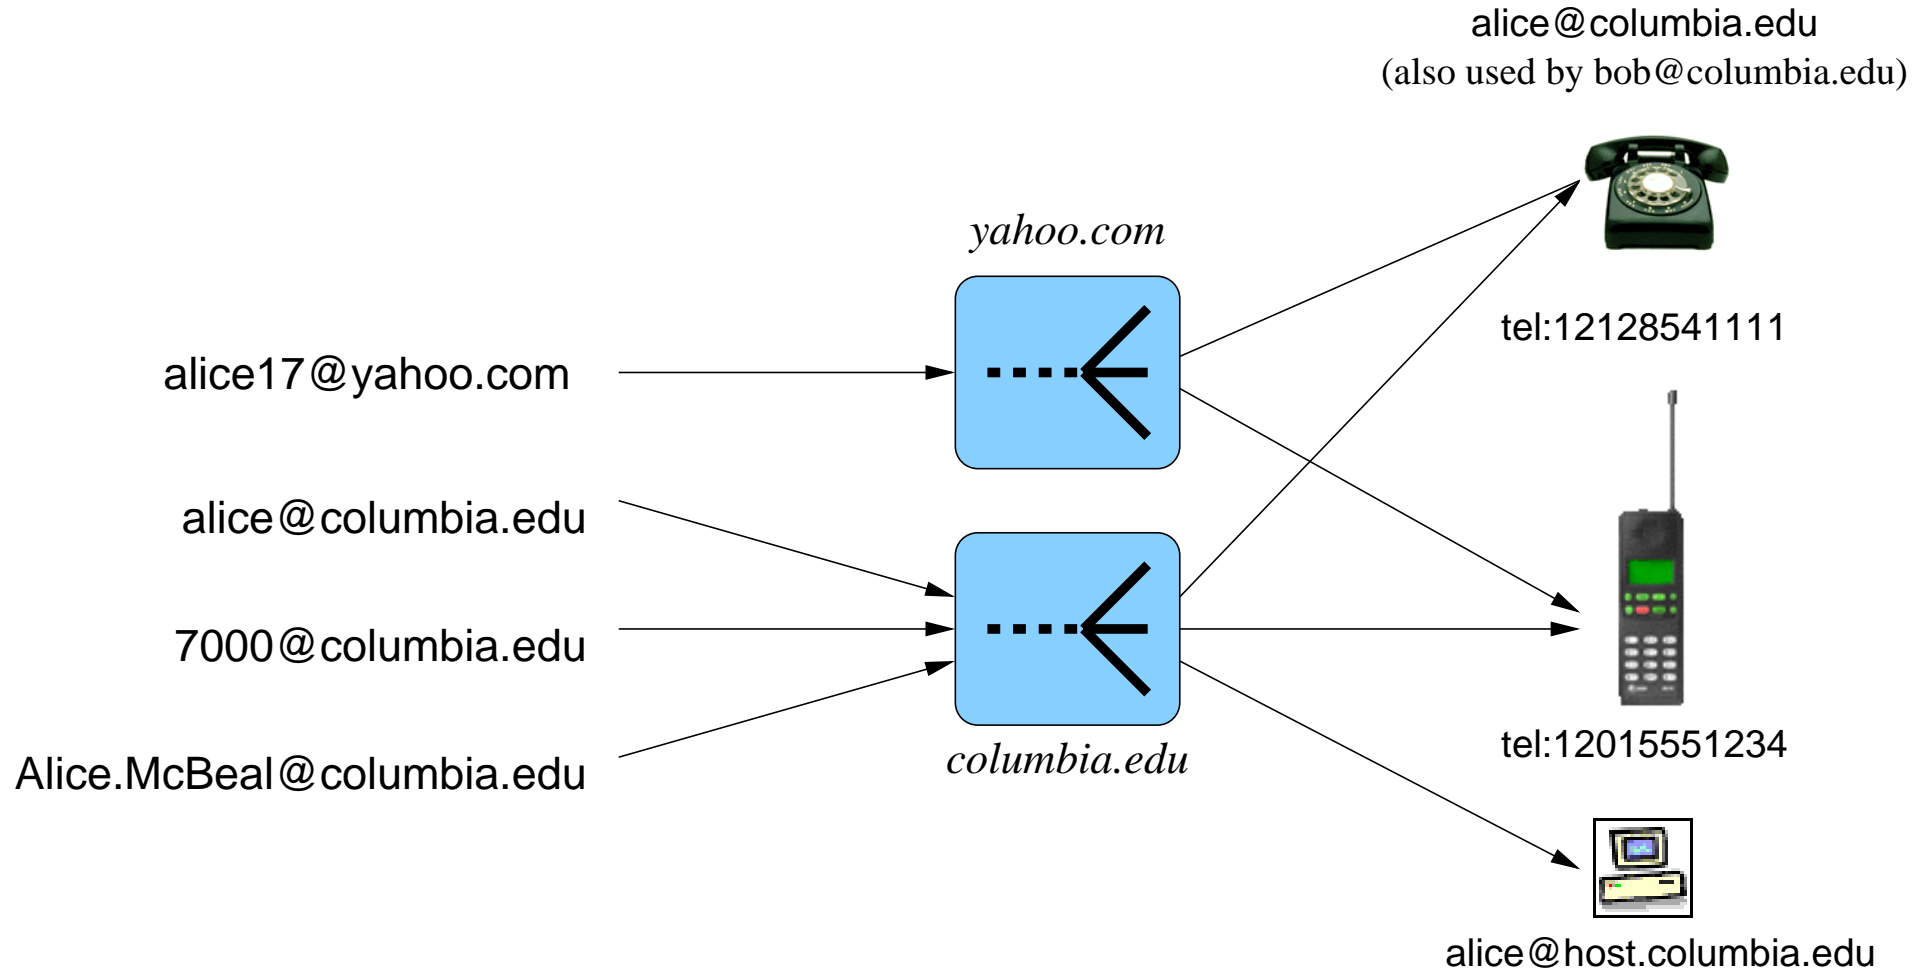 alice@columbia.edu
(also used by bob@columbia.edu)
yahoo.com
tel:12128541111
alice17@yahoo.com
alice@columbia.edu
7000@columbia.edu
Alice.McBeal@columbia.edu
columbia.edu
tel:12015551234
alice@host.columbia.edu